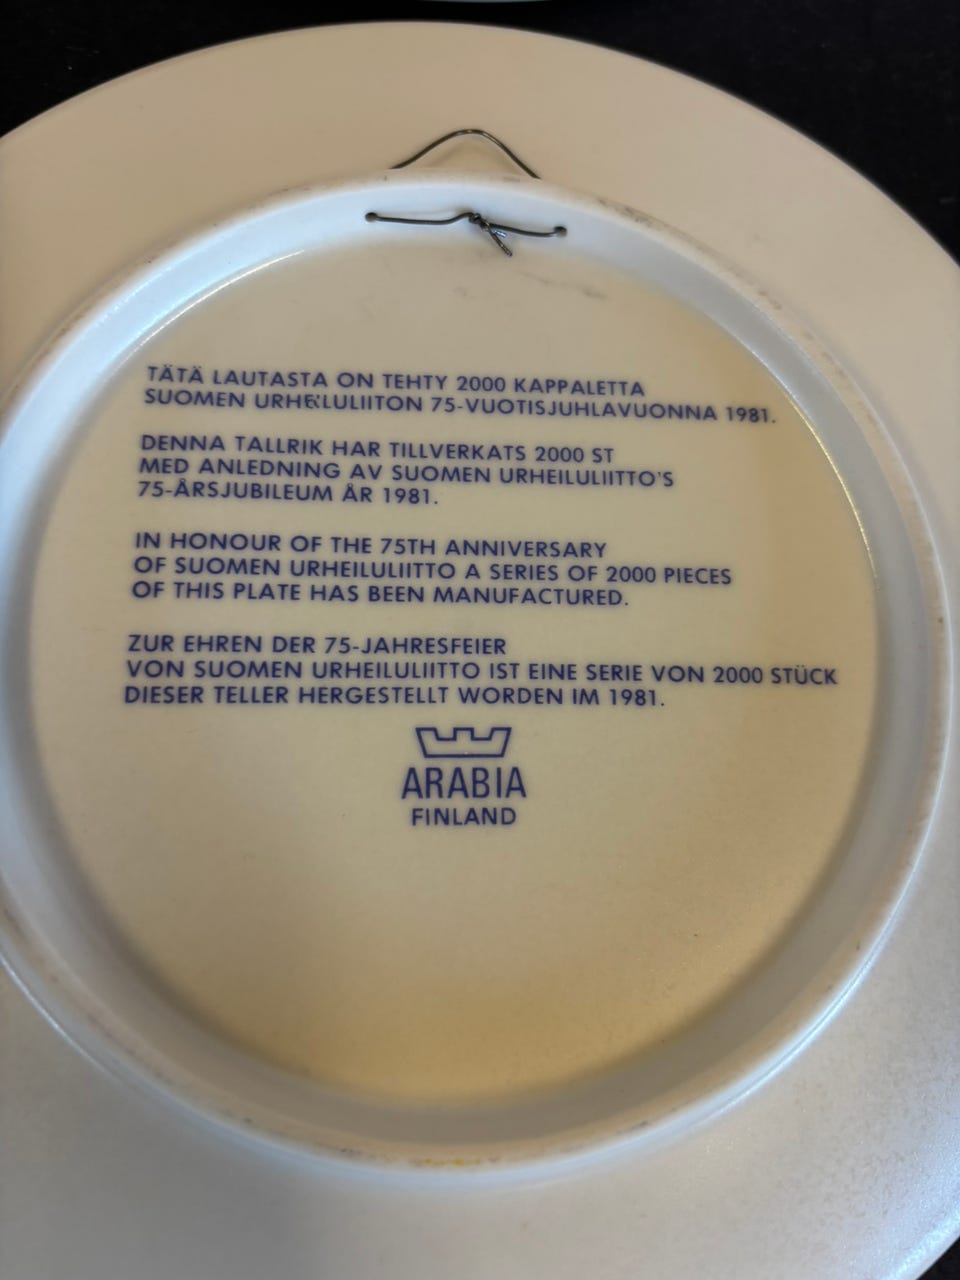 TÄTÄ LAUTASTA ON TEHTY 2000 KAPPALETTA
SUOMEN URHEILULIITON 75-VUOTISJUHLAVUONNA 1981.
DENNA TALLRIK HAR TILLVERKATS 2000 ST
MED ANLEDNING AV SUOMEN URHEILULIITTO'S
75-ÅRSJUBILEUM ÅR 1981.
IN HONOUR OF THE 75TH ANNIVERSARY
OF SUOMEN URHEILULIITTO A SERIES OF 2000 PIECES
OF THIS PLATE HAS BEEN MANUFACTURED.
ZUR EHREN DER 75-JAHRESFEIER
VON SUOMEN URHEILULIITTO IST EINE SERIE VON 2000 STÜCK
DIESER TELLER HERGESTELLT WORDEN IM 1981.
ARABIA
FINLAND